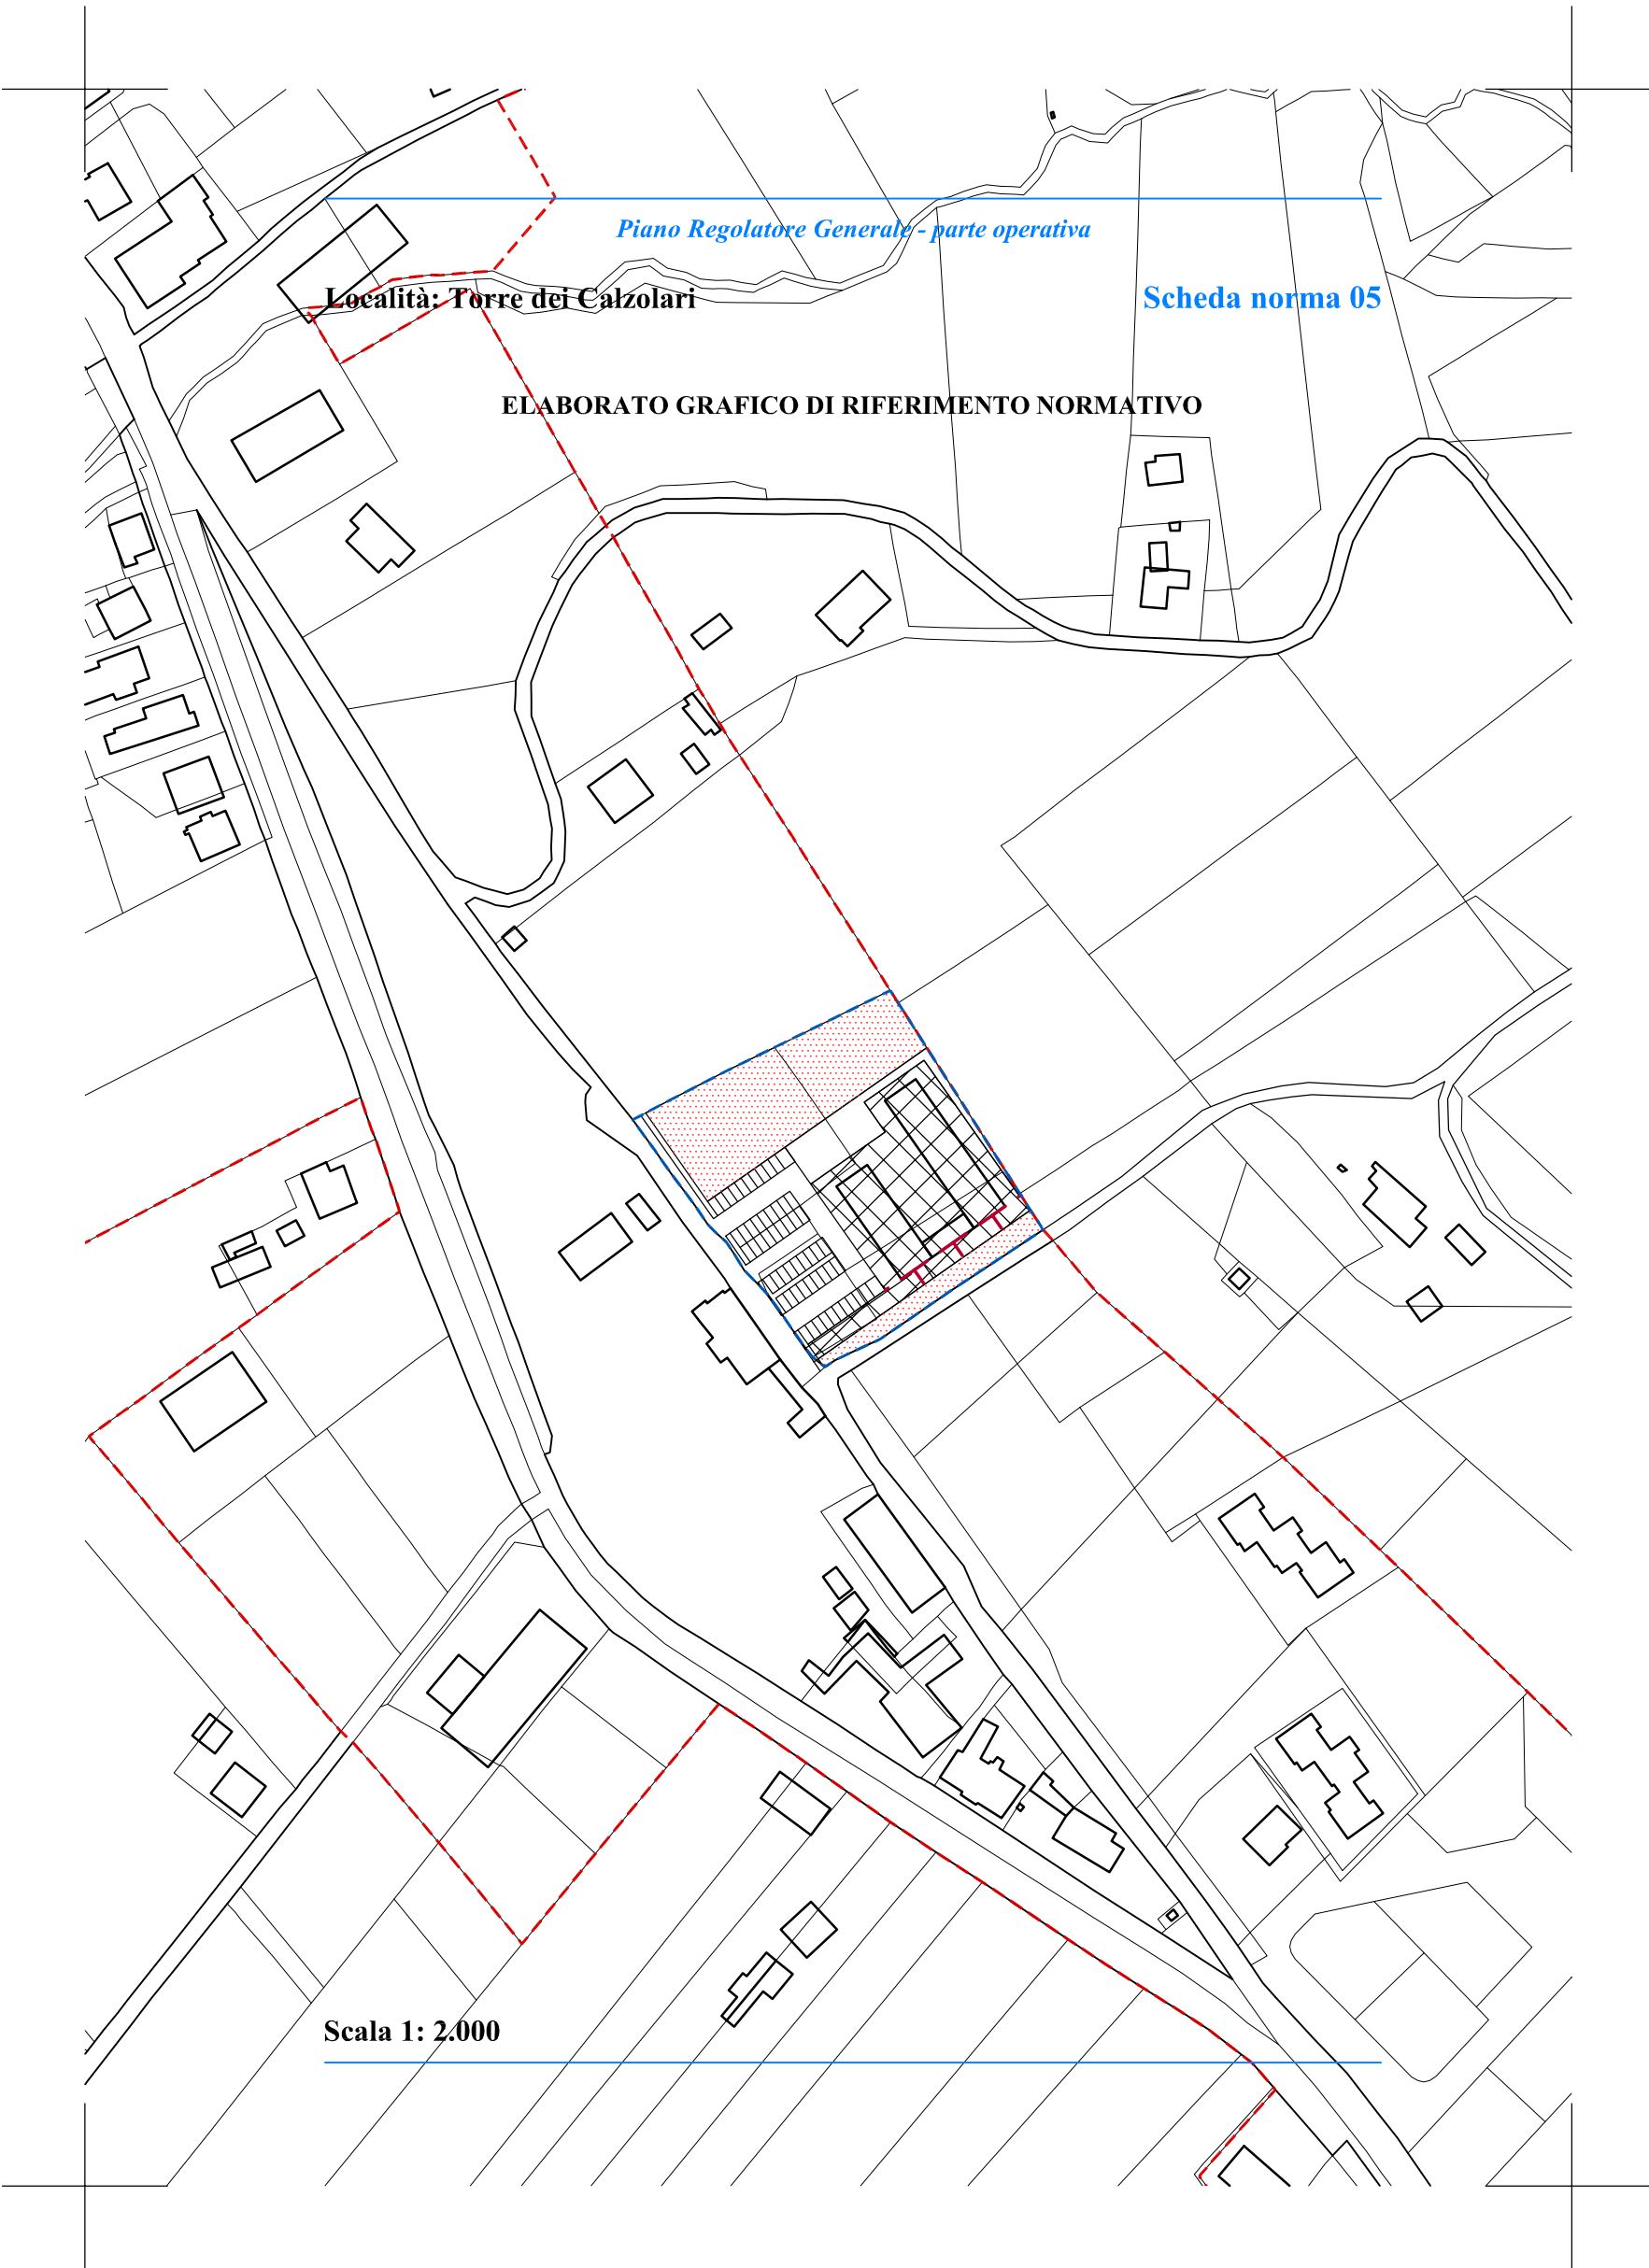 Piano Regolatore Generale - parte operativa
Località: Torre dei Calzolari
Scheda norma 05
ELABORATO GRAFICO DI RIFERIMENTO NORMATIVO
Scala 1: 2.000